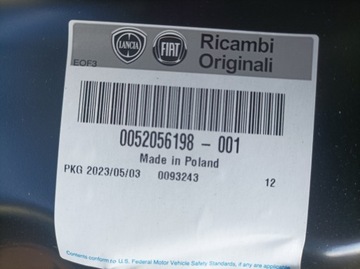 LANCIA FIAT Ricambi
EOF3 Originali
0052056198 - 001
Made in Poland
PKG 2023/05/03 0093243 12
Contents conform to
U.S. Federal Motor Vehicle Safety Standards, if any are applicable